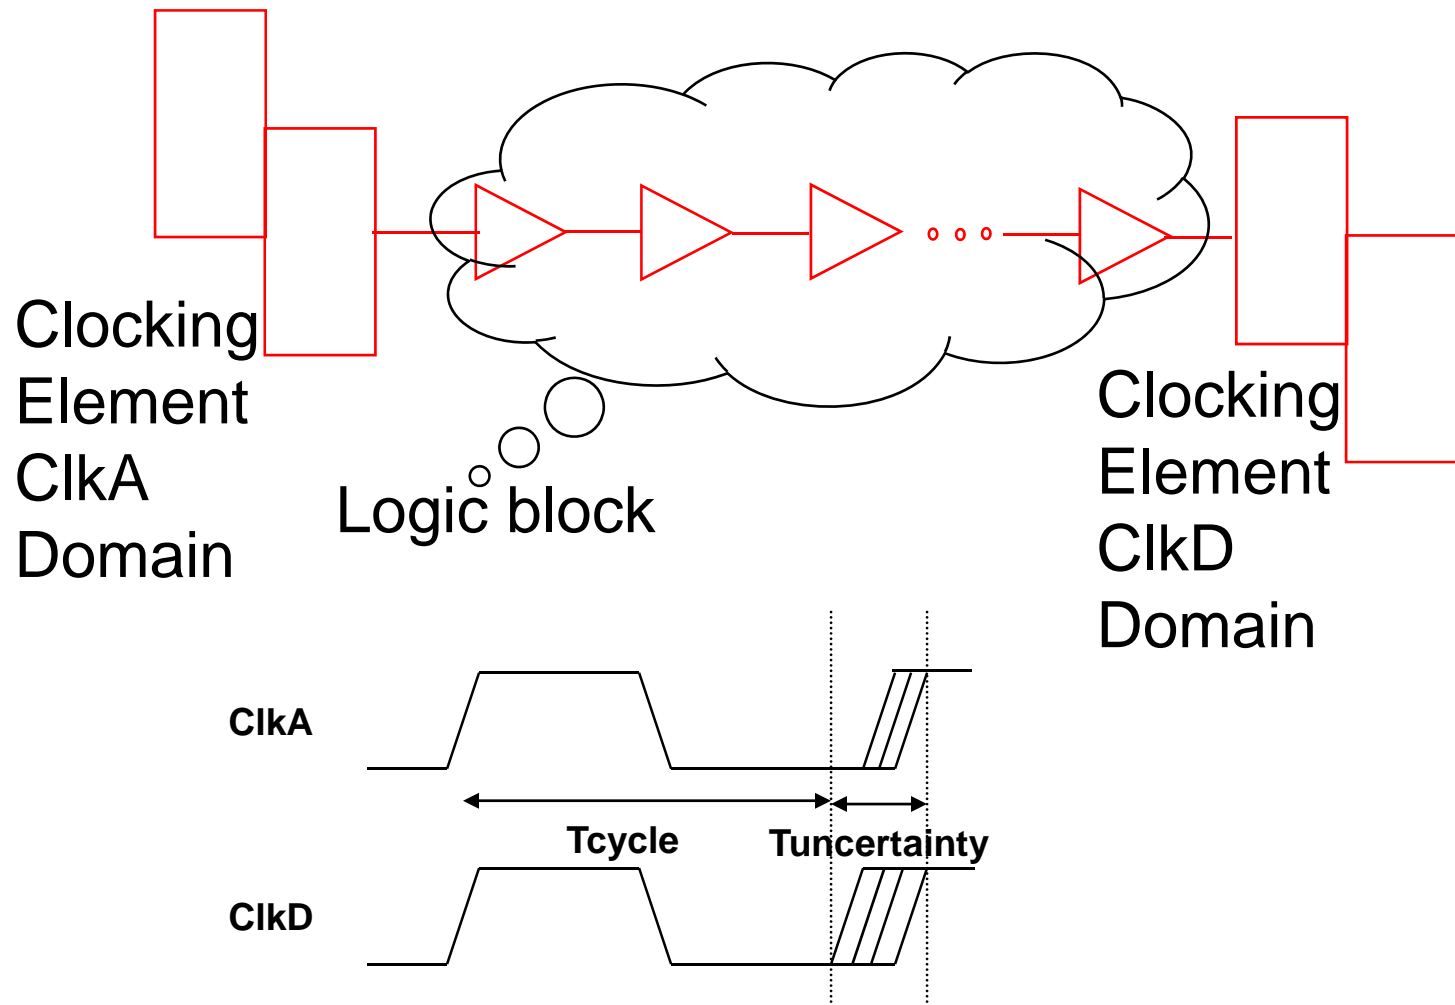 Clocking
Element
ClkA
Domain
Logic block
Clocking
Element
ClkD
Domain
ClkA
Tcycle
Tuncertainty
ClkD